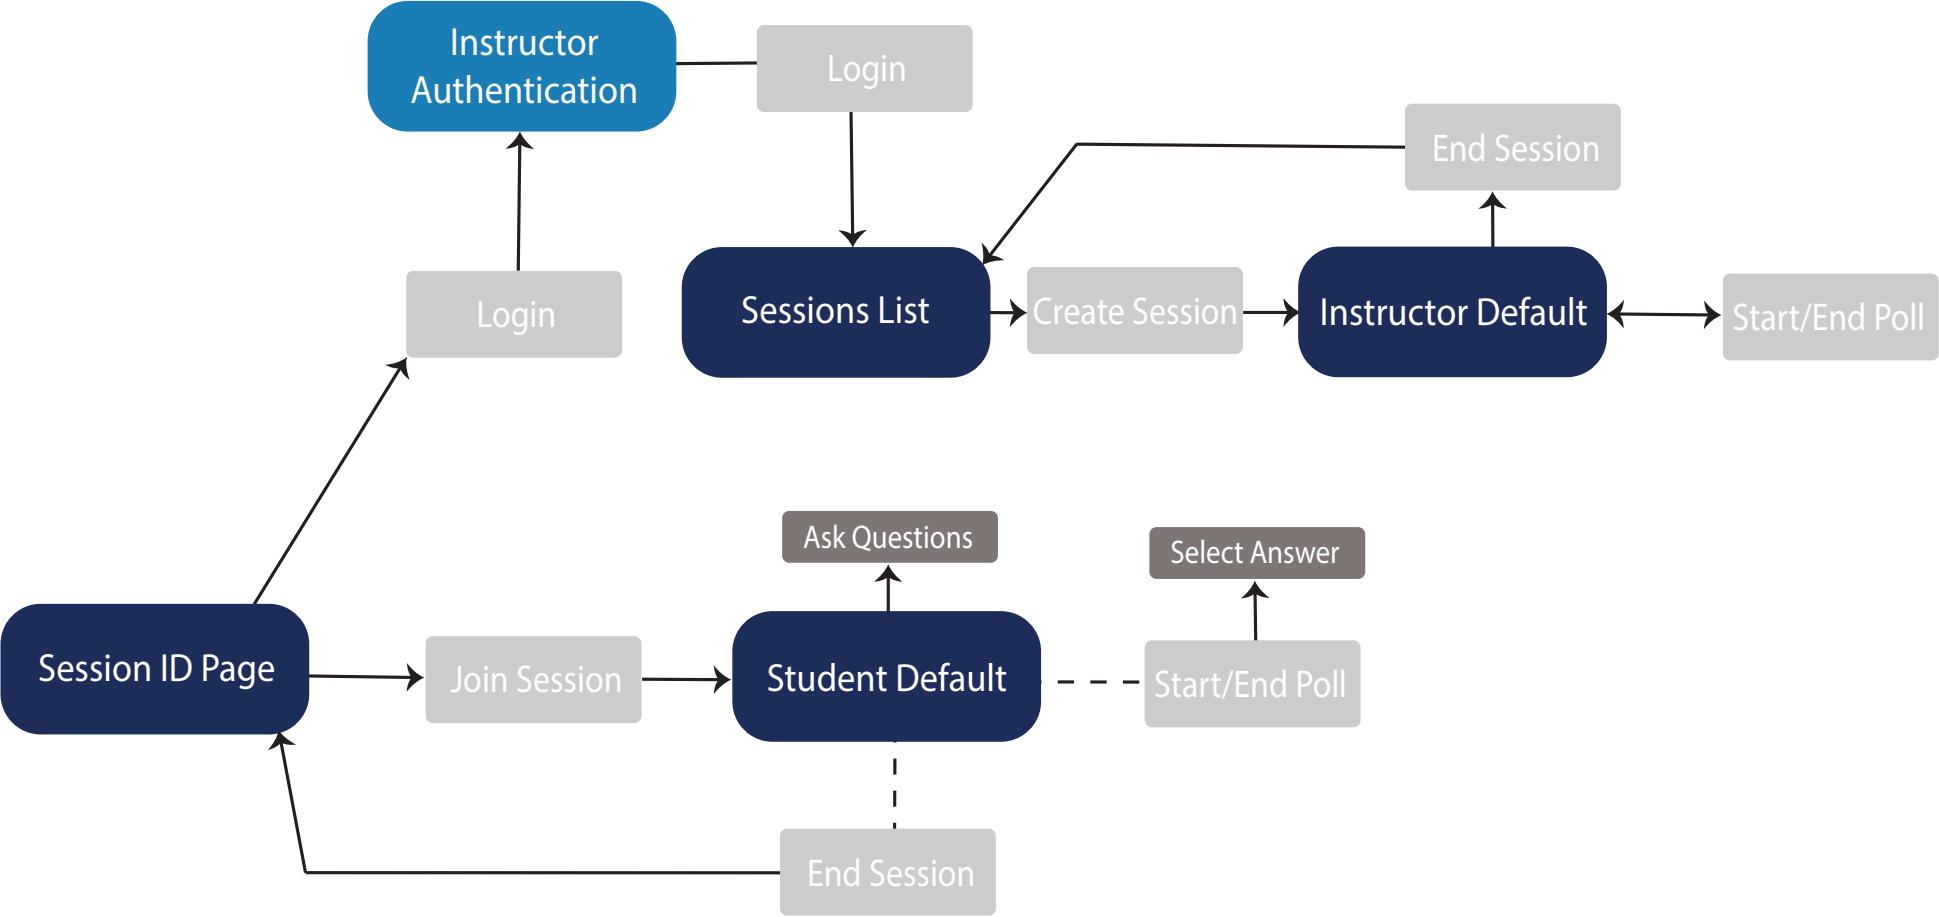 Instructor
Authentication
Login
End Session
Login
Sessions List
Create Session
Instructor Default
Start/End Poll
Ask Questions
Select Answer
Session ID Page
Join Session
Student Default
Start/End Poll
End Session